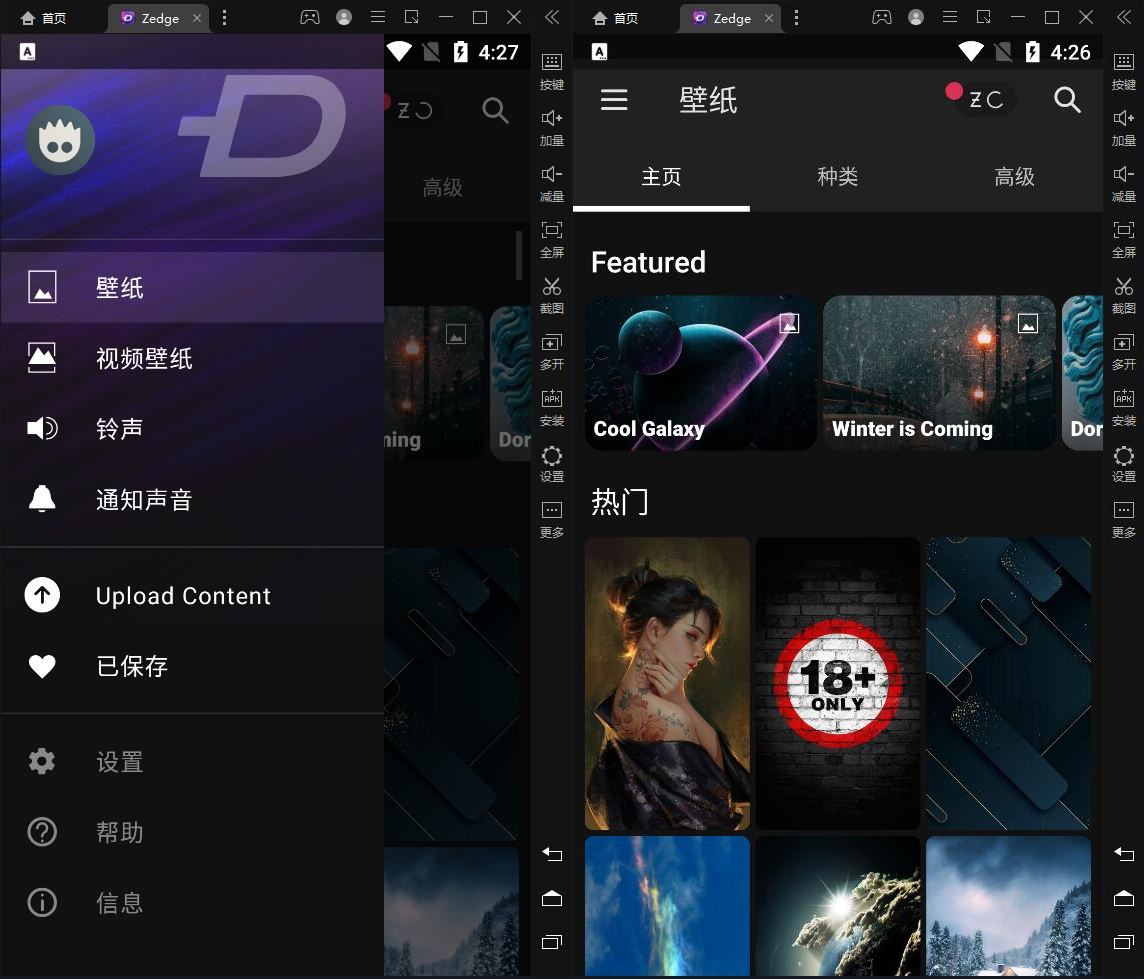 首页
Zedge
4:27
高级
壁纸
视频壁纸
铃声
通知声音
Upload Content
已保存
设置
帮助
信息
ning
Dor
按键
加量
减量
全屏
截图
多开
APK
安装
设置
更多
首页
Zedge
4:26
壁纸
主页
种类
高级
Featured
Cool Galaxy
Winter is Coming
Dor
热门
18+
ONLY
按键
加量
减量
全屏
截图
多开
APK
安装
设置
更多